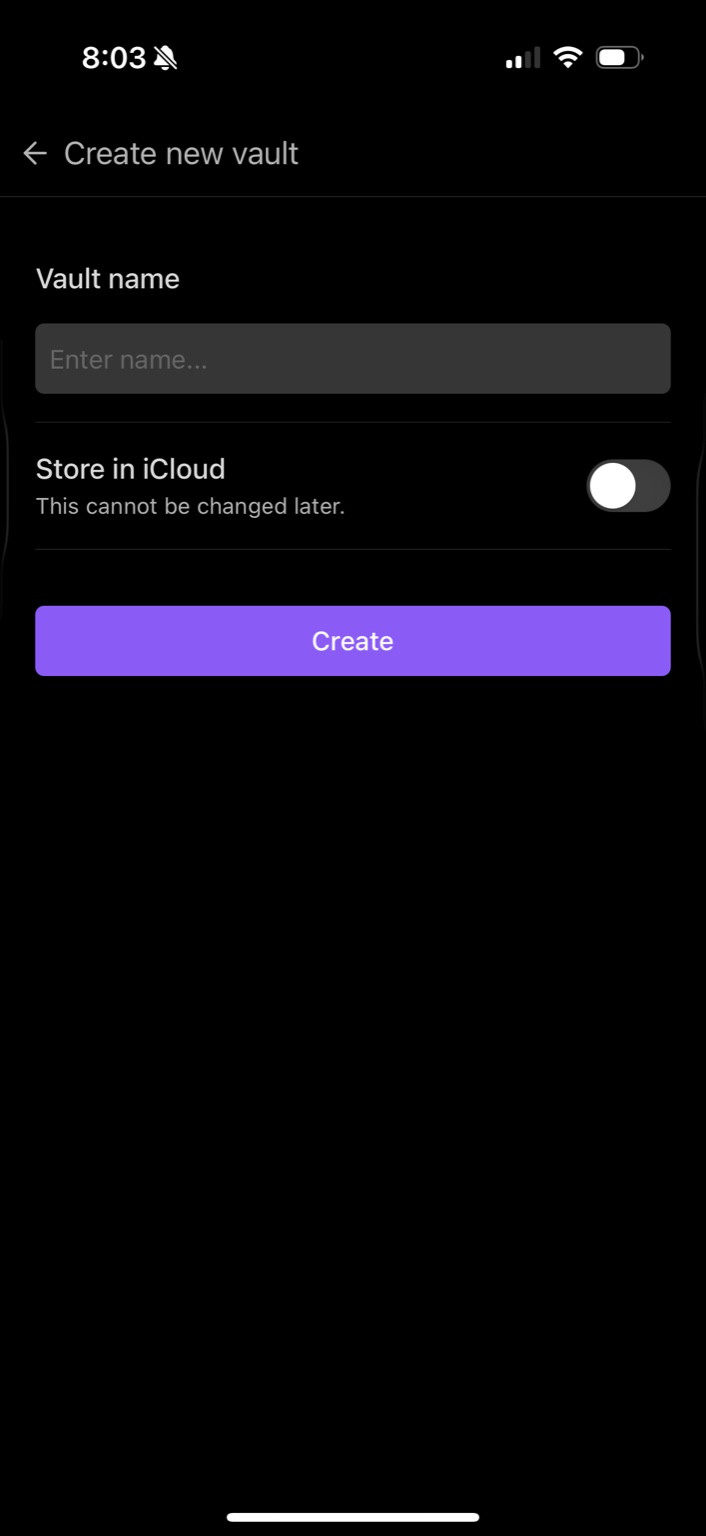 8:03
Create new vault
Vault name
Enter name...
Store in iCloud
This cannot be changed later.
Create